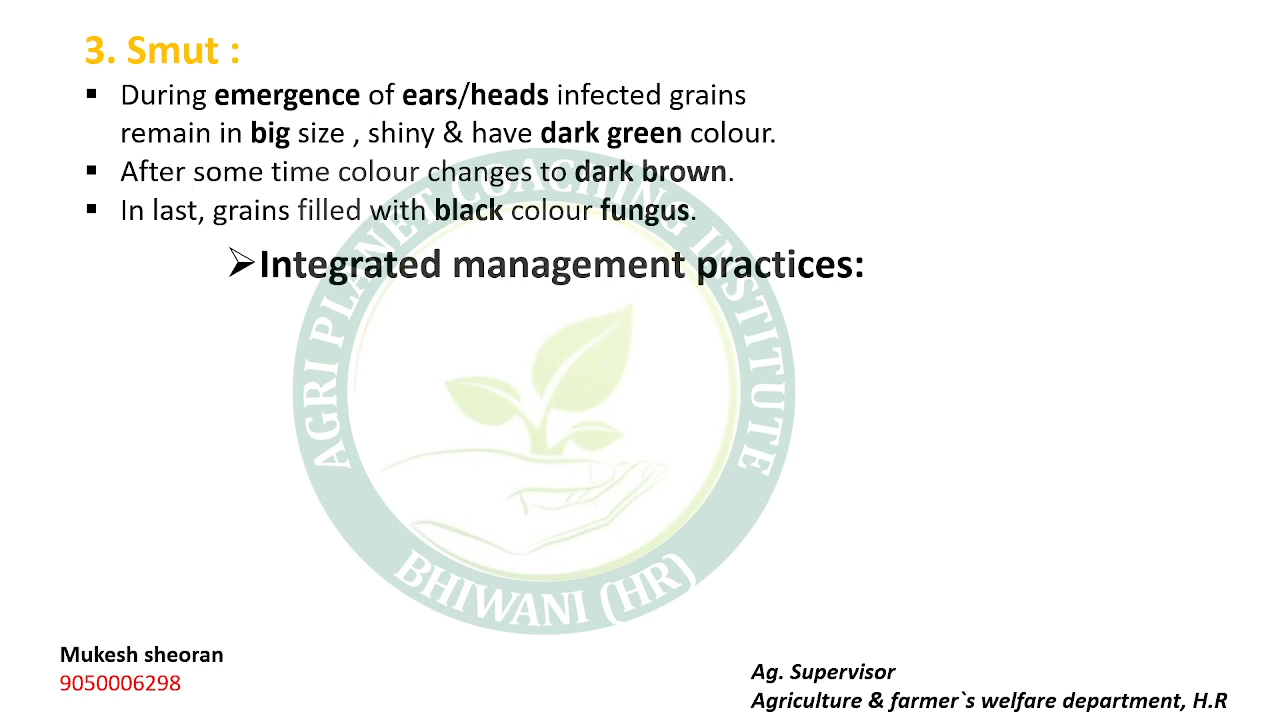 3. Smut :
▪ During emergence of ears/heads infected grains
remain in big size , shiny & have dark green colour.
▪ After some time colour changes to dark brown.
▪ In last, grains filled with black colour fungus.
➢Integrated management practices:
AGRI PLANET COACHING INSTITUTE
BHIWANI (HR)
Mukesh sheoran
9050006298
Ag. Supervisor
Agriculture & farmer`s welfare department, H.R